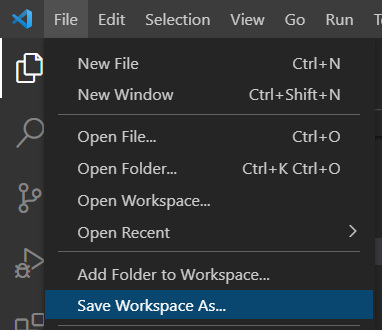 File Edit Selection View Go Run
New File Ctrl+N
New Window Ctrl+Shift+N
Open File... Ctrl+O
Open Folder... Ctrl+K Ctrl+O
Open Workspace...
Open Recent
Add Folder to Workspace...
Save Workspace As...